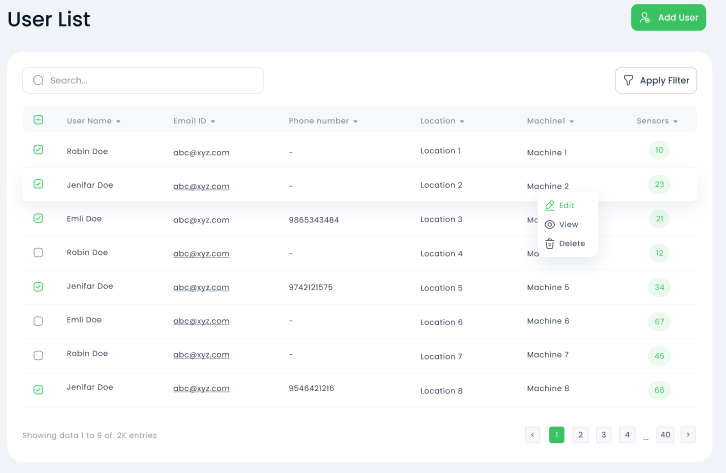 User List
Add User
Search...
Apply Filter
User Name Email ID Phone number Location Machine1 Sensors
Robin Doe abc@xyz.com - Location 1 Machine 1 10
Jenifar Doe abc@xyz.com - Location 2 Machine 2 23
Emli Doe abc@xyz.com 9865343484 Location 3 21
Edit
View
Delete
Robin Doe abc@xyz.com - Location 4 12
Jenifar Doe abc@xyz.com 9742121575 Location 5 Machine 5 34
Emli Doe abc@xyz.com - Location 6 Machine 6 67
Robin Doe abc@xyz.com - Location 7 Machine 7 45
Jenifar Doe abc@xyz.com 9546421216 Location 8 Machine 8 66
Showing data 1 to 9 of 2K entries
< 1 2 3 4 ... 40 >